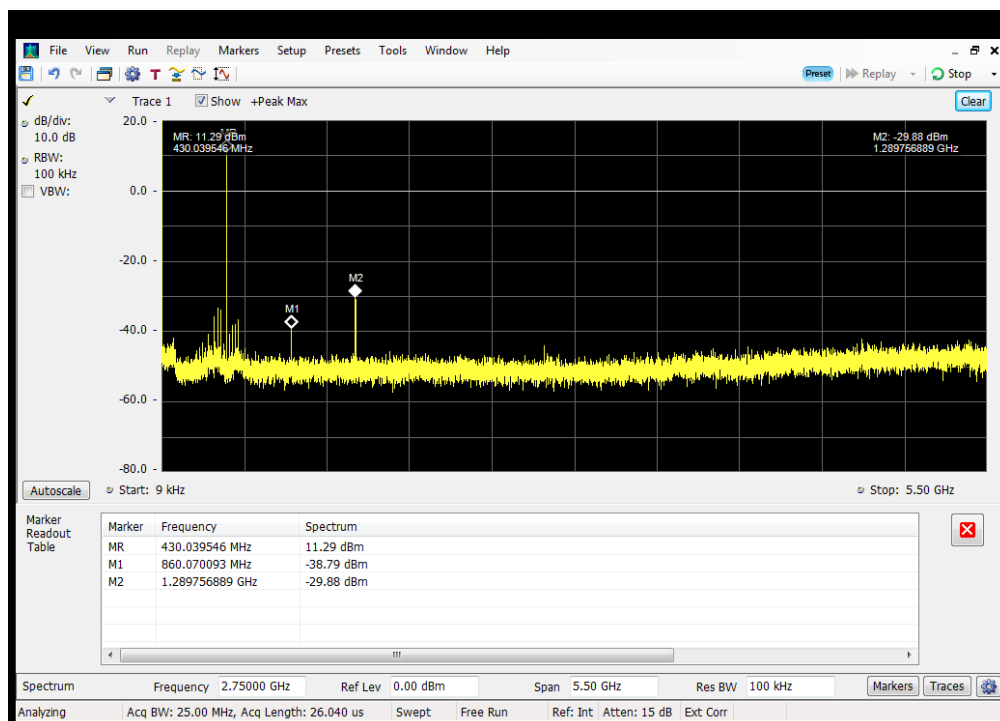 File View Run Replay Markers Setup Presets Tools Window Help
T Preset Replay Stop
Trace 1 Show +Peak Max Clear
dB/div:
10.0 dB
RBW:
100 kHz
VBW:
20.0
0.0
-20.0
-40.0
-60.0
-80.0
MR: 11.29 dBm
430.039546 MHz
M2: -29.88 dBm
1.289756889 GHz
M1
M2
Autoscale Start: 9 kHz Stop: 5.50 GHz
Marker
Readout
Table
Marker Frequency Spectrum
MR 430.039546 MHz 11.29 dBm
M1 860.070093 MHz -38.79 dBm
M2 1.289756889 GHz -29.88 dBm
Spectrum Frequency 2.75000 GHz Ref Lev 0.00 dBm Span 5.50 GHz Res BW 100 kHz Markers Traces
Analyzing Acq BW: 25.00 MHz, Acq Length: 26.040 us Swept Free Run Ref: Int Atten: 15 dB Ext Corr